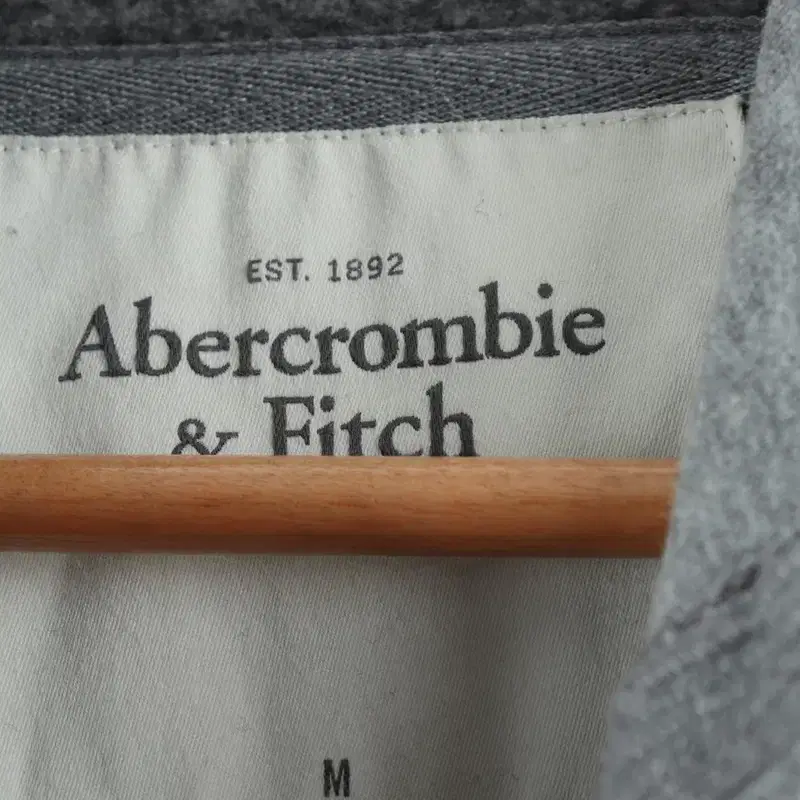 EST. 1892
Abercrombie
& Fitch
M